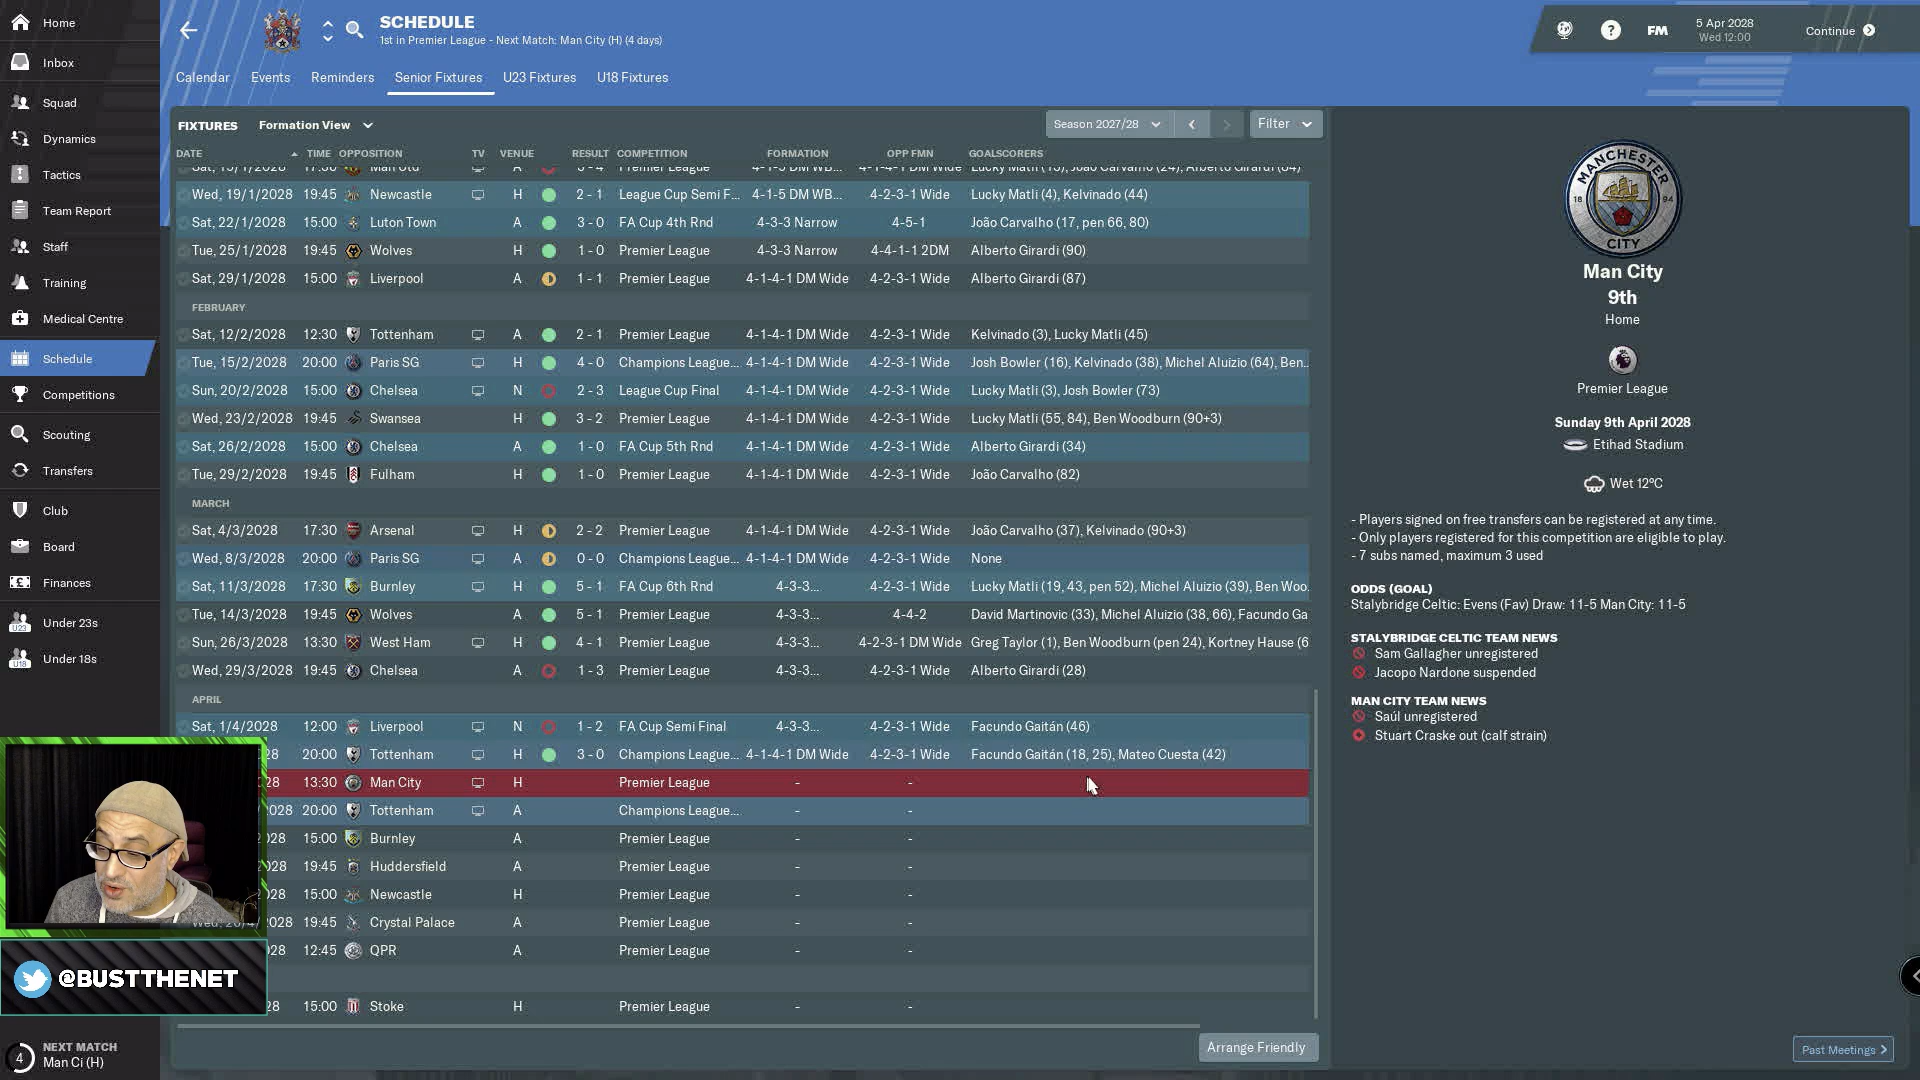 Home
Inbox
Squad
Dynamics
Tactics
Team Report
Staff
Training
Medical Centre
Schedule
Competitions
Scouting
Transfers
Club
Board
Finances
Under 23s
Under 18s
SCHEDULE
1st in Premier League - Next Match: Man City (H) (4 days)
FM
5 Apr 2028
Wed 12:00
Continue
Calendar Events Reminders Senior Fixtures U23 Fixtures U18 Fixtures
FIXTURES Formation View Season 2027/28 Filter
DATE TIME OPPOSITION TV VENUE RESULT COMPETITION FORMATION OPP FMN GOALSCORERS
Wed, 19/1/2028 19:45 Newcastle H 2 - 1 League Cup Semi F... 4-1-5 DM WB... 4-2-3-1 Wide Lucky Matli (4), Kelvinado (44)
Sat, 22/1/2028 15:00 Luton Town A 3 - 0 FA Cup 4th Rnd 4-3-3 Narrow 4-5-1 João Carvalho (17, pen 66, 80)
Tue, 25/1/2028 19:45 Wolves H 1 - 0 Premier League 4-3-3 Narrow 4-4-1-1 2DM Alberto Girardi (90)
Sat, 29/1/2028 15:00 Liverpool A 1 - 1 Premier League 4-1-4-1 DM Wide 4-2-3-1 Wide Alberto Girardi (87)
FEBRUARY
Sat, 12/2/2028 12:30 Tottenham A 2 - 1 Premier League 4-1-4-1 DM Wide 4-2-3-1 Wide Kelvinado (3), Lucky Matli (45)
Tue, 15/2/2028 20:00 Paris SG H 4 - 0 Champions League... 4-1-4-1 DM Wide 4-2-3-1 Wide Josh Bowler (16), Kelvinado (38), Michel Aluizio (64), Ben...
Sun, 20/2/2028 15:00 Chelsea N 2 - 3 League Cup Final 4-1-4-1 DM Wide 4-2-3-1 Wide Lucky Matli (3), Josh Bowler (73)
Wed, 23/2/2028 19:45 Swansea H 3 - 2 Premier League 4-1-4-1 DM Wide 4-2-3-1 Wide Lucky Matli (55, 84), Ben Woodburn (90+3)
Sat, 26/2/2028 15:00 Chelsea A 1 - 0 FA Cup 5th Rnd 4-1-4-1 DM Wide 4-2-3-1 Wide Alberto Girardi (34)
Tue, 29/2/2028 19:45 Fulham H 1 - 0 Premier League 4-1-4-1 DM Wide 4-2-3-1 Wide João Carvalho (82)
MARCH
Sat, 4/3/2028 17:30 Arsenal H 2 - 2 Premier League 4-1-4-1 DM Wide 4-2-3-1 Wide João Carvalho (37), Kelvinado (90+3)
Wed, 8/3/2028 20:00 Paris SG A 0 - 0 Champions League... 4-1-4-1 DM Wide 4-2-3-1 Wide None
Sat, 11/3/2028 17:30 Burnley H 5 - 1 FA Cup 6th Rnd 4-3-3... 4-2-3-1 Wide Lucky Matli (19, 43, pen 52), Michel Aluizio (39), Ben Woo
Tue, 14/3/2028 19:45 Wolves A 5 - 1 Premier League 4-3-3... 4-4-2 David Martinovic (33), Michel Aluizio (38, 66), Facundo Ga
Sun, 26/3/2028 13:30 West Ham H 4 - 1 Premier League 4-3-3... 4-2-3-1 DM Wide Greg Taylor (1), Ben Woodburn (pen 24), Kortney Hause (6
Wed, 29/3/2028 19:45 Chelsea A 1 - 3 Premier League 4-3-3... 4-2-3-1 Wide Alberto Girardi (28)
APRIL
Sat, 1/4/2028 12:00 Liverpool N 1 - 2 FA Cup Semi Final 4-3-3... 4-2-3-1 Wide Facundo Gaitán (46)
28 20:00 Tottenham H 3 - 0 Champions League... 4-1-4-1 DM Wide 4-2-3-1 Wide Facundo Gaitán (18, 25), Mateo Cuesta (42)
28 13:30 Man City H Premier League - -
028 20:00 Tottenham A Champions League... - -
28 15:00 Burnley A Premier League - -
28 19:45 Huddersfield A Premier League - -
028 15:00 Newcastle H Premier League - -
028 19:45 Crystal Palace A Premier League - -
28 12:45 QPR A Premier League - -
28 15:00 Stoke H Premier League - -
Arrange Friendly
MANCHESTER
18 94
CITY
Man City
9th
Home
Premier League
Sunday 9th April 2028
Etihad Stadium
Wet 12ºC
- Players signed on free transfers can be registered at any time.
- Only players registered for this competition are eligible to play.
- 7 subs named, maximum 3 used
ODDS (GOAL)
Stalybridge Celtic: Evens (Fav) Draw: 11-5 Man City: 11-5
STALYBRIDGE CELTIC TEAM NEWS
Sam Gallagher unregistered
Jacopo Nardone suspended
MAN CITY TEAM NEWS
Saúl unregistered
Stuart Craske out (calf strain)
Past Meetings
@BUSTTHENET
4
NEXT MATCH
Man Ci (H)